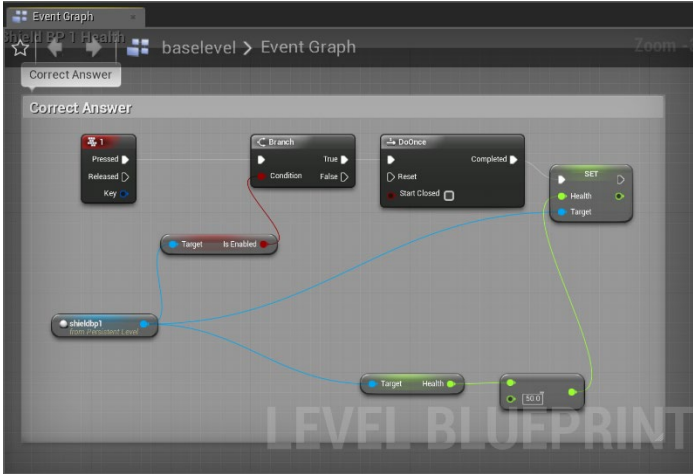 Event Graph
Shield BP 1 Health
baselevel > Event Graph
Zoom -
Correct Answer
Correct Answer
1
Pressed
Released
Key
Branch
True
Condition
False
DoOnce
Completed
Reset
Start Closed
SET
Health
Target
Target
Is Enabled
shieldbp1
from Persistent Level
Target
Health
50.0
LEVEL BLUEPRINT